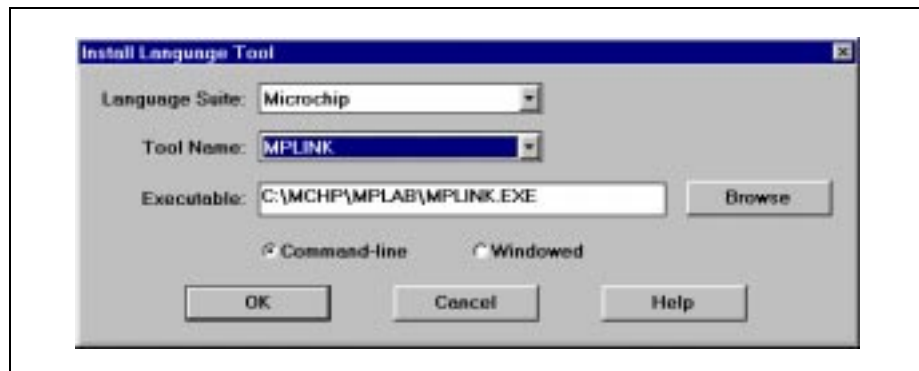 Install Language Tool
Language Suite: Microchip
Tool Name: MPLINK
Executable: C:\MCHP\MPLAB\MPLINK.EXE Browse
Command-line Windowed
OK Cancel Help